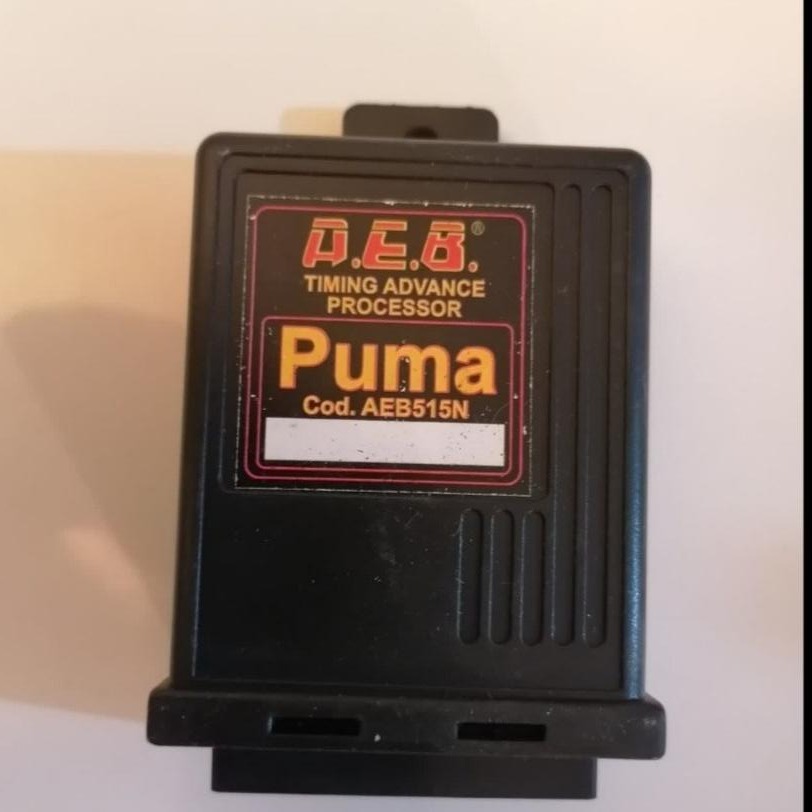 A.E.B.®
TIMING ADVANCE
PROCESSOR
Puma
Cod. AEB515N